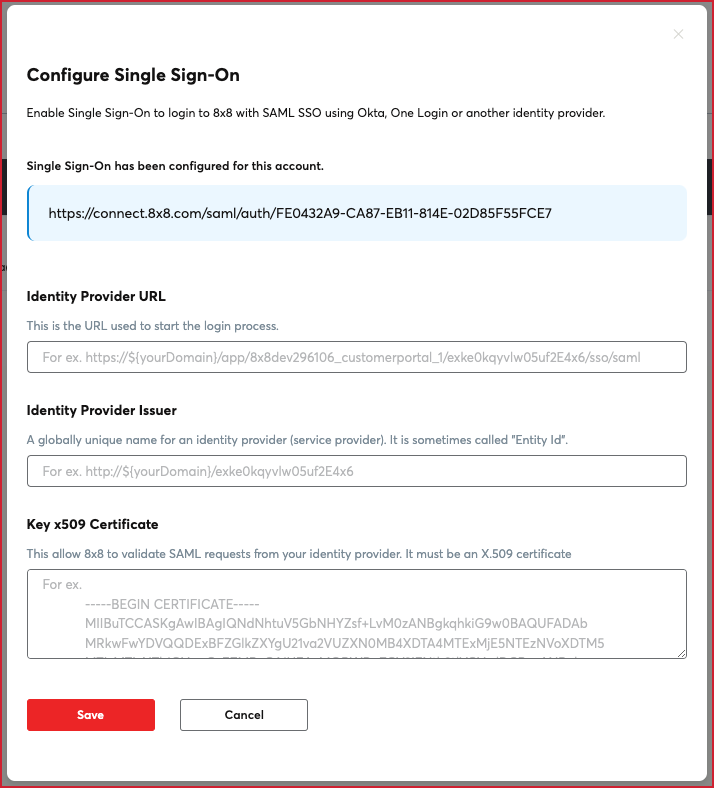 Configure Single Sign-On
Enable Single Sign-On to login to 8x8 with SAML SSO using Okta, One Login or another identity provider.
Single Sign-On has been configured for this account.
https://connect.8x8.com/saml/auth/FE0432A9-CA87-EB11-814E-02D85F55FCE7
Identity Provider URL
This is the URL used to start the login process.
For ex. https://${yourDomain}/app/8x8dev296106_customerportal_1/exke0kqyvlw05uf2E4x6/sso/saml
Identity Provider Issuer
A globally unique name for an identity provider (service provider). It is sometimes called "Entity Id".
For ex. http://${yourDomain}/exke0kqyvlw05uf2E4x6
Key x509 Certificate
This allow 8x8 to validate SAML requests from your identity provider. It must be an X.509 certificate
For ex.
-----BEGIN CERTIFICATE-----
MIIBuTCCASKgAwIBAgIQNdNhtuV5GbNHYZsf+LvM0zANBgkqhkiG9w0BAQUFADAb
MRkwFwYDVQQDExBFZGlkZXYgU21va2VUZXN0MB4XDTA4MTExMjE5NTEzNVoXDTM5
Save
Cancel